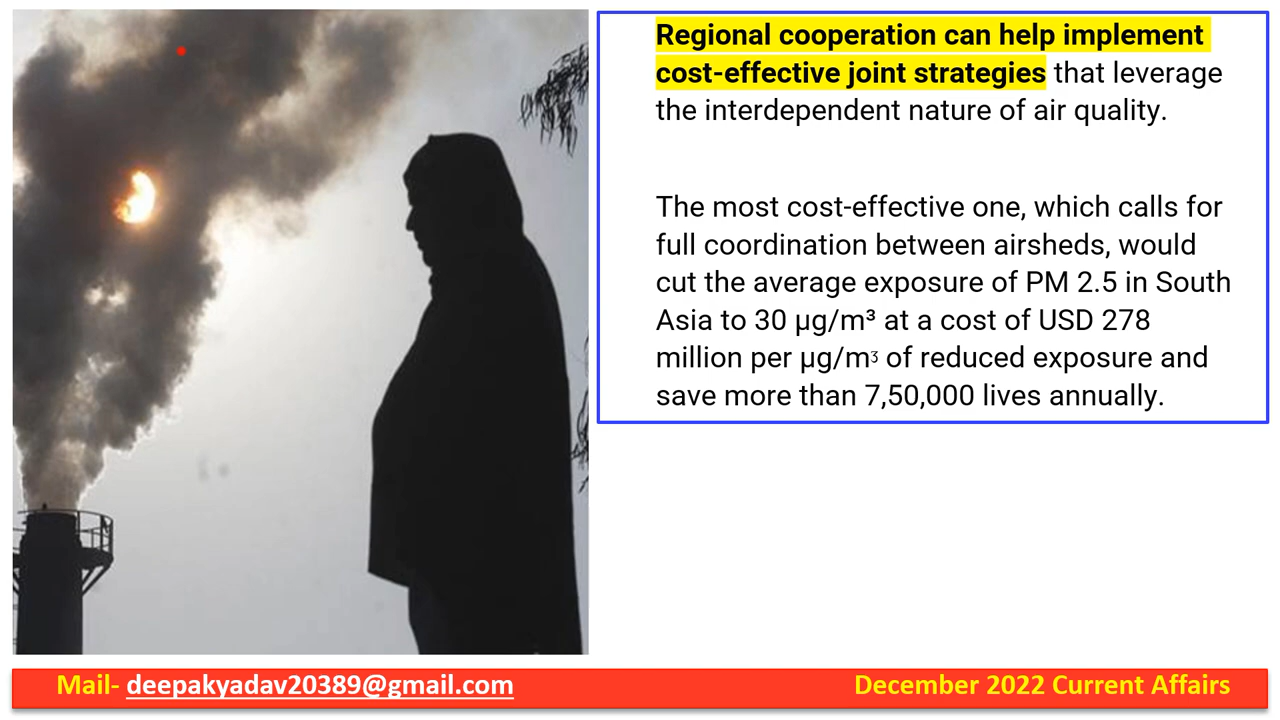 Regional cooperation can help implement
cost-effective joint strategies that leverage
the interdependent nature of air quality.
The most cost-effective one, which calls for
full coordination between airsheds, would
cut the average exposure of PM 2.5 in South
Asia to 30 µg/m³ at a cost of USD 278
million per µg/m³ of reduced exposure and
save more than 7,50,000 lives annually.
Mail- deepakyadav20389@gmail.com
December 2022 Current Affairs